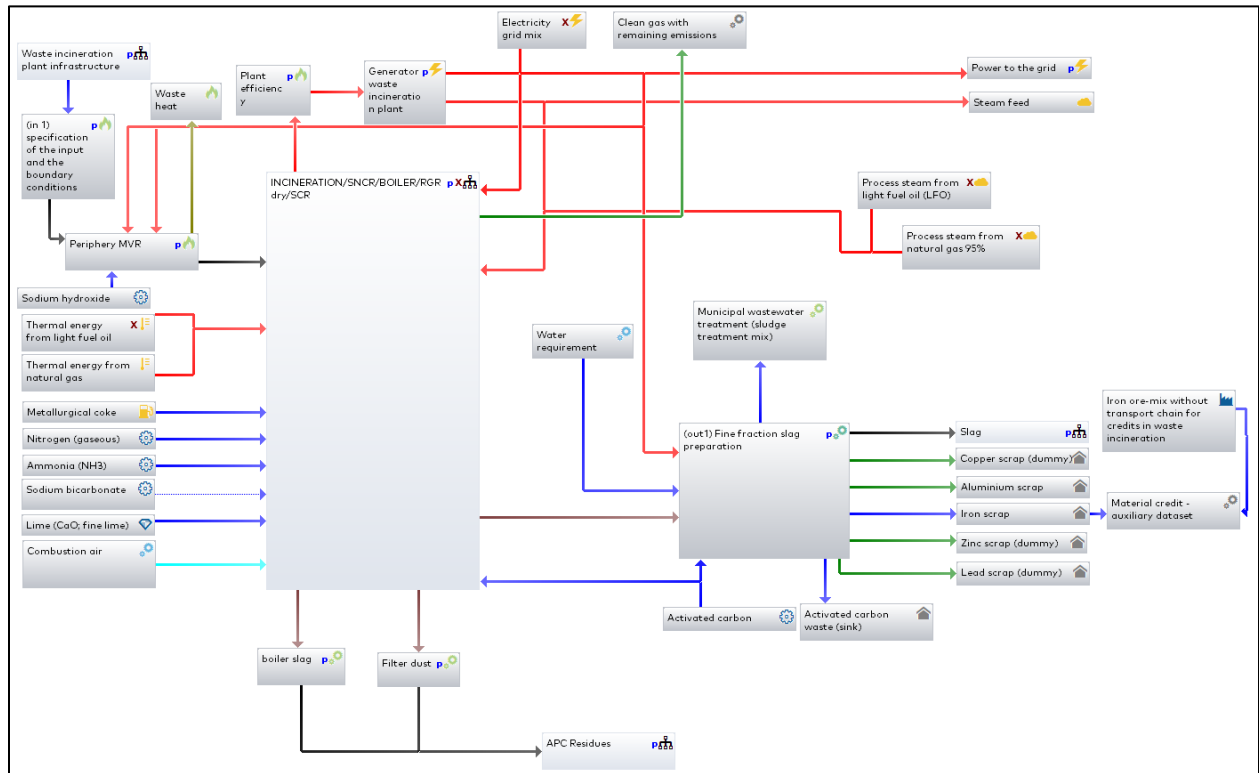 Electricity
grid mix
Clean gas with
remaining emissions
Waste incineration
plant infrastructure
p
Waste
heat
Plant
efficienc
y
p
Generator
waste
incineratio
n plant
p
Power to the grid
p
Steam feed
(in 1)
specification
of the input
and the
boundary
conditions
p
INCINERATION/SNCR/BOILER/RGR
dry/SCR
p X
X
Process steam from
light fuel oil (LFO)
X
Process steam from
natural gas 95%
X
Periphery MVR
p
Sodium hydroxide
Thermal energy
from light fuel oil
X
Thermal energy from
natural gas
Water
requirement
Municipal wastewater
treatment (sludge
treatment mix)
Metallurgical coke
Nitrogen (gaseous)
Ammonia (NH3)
Sodium bicarbonate
Lime (CaO; fine lime)
Combustion air
(out1) Fine fraction slag
preparation
p
Slag
p
Copper scrap (dummy)
Aluminium scrap
Iron scrap
Zinc scrap (dummy)
Lead scrap (dummy)
Iron ore-mix without
transport chain for
credits in waste
incineration
Material credit -
auxiliary dataset
Activated carbon
Activated carbon
waste (sink)
boiler slag
p
Filter dust
p
APC Residues
p